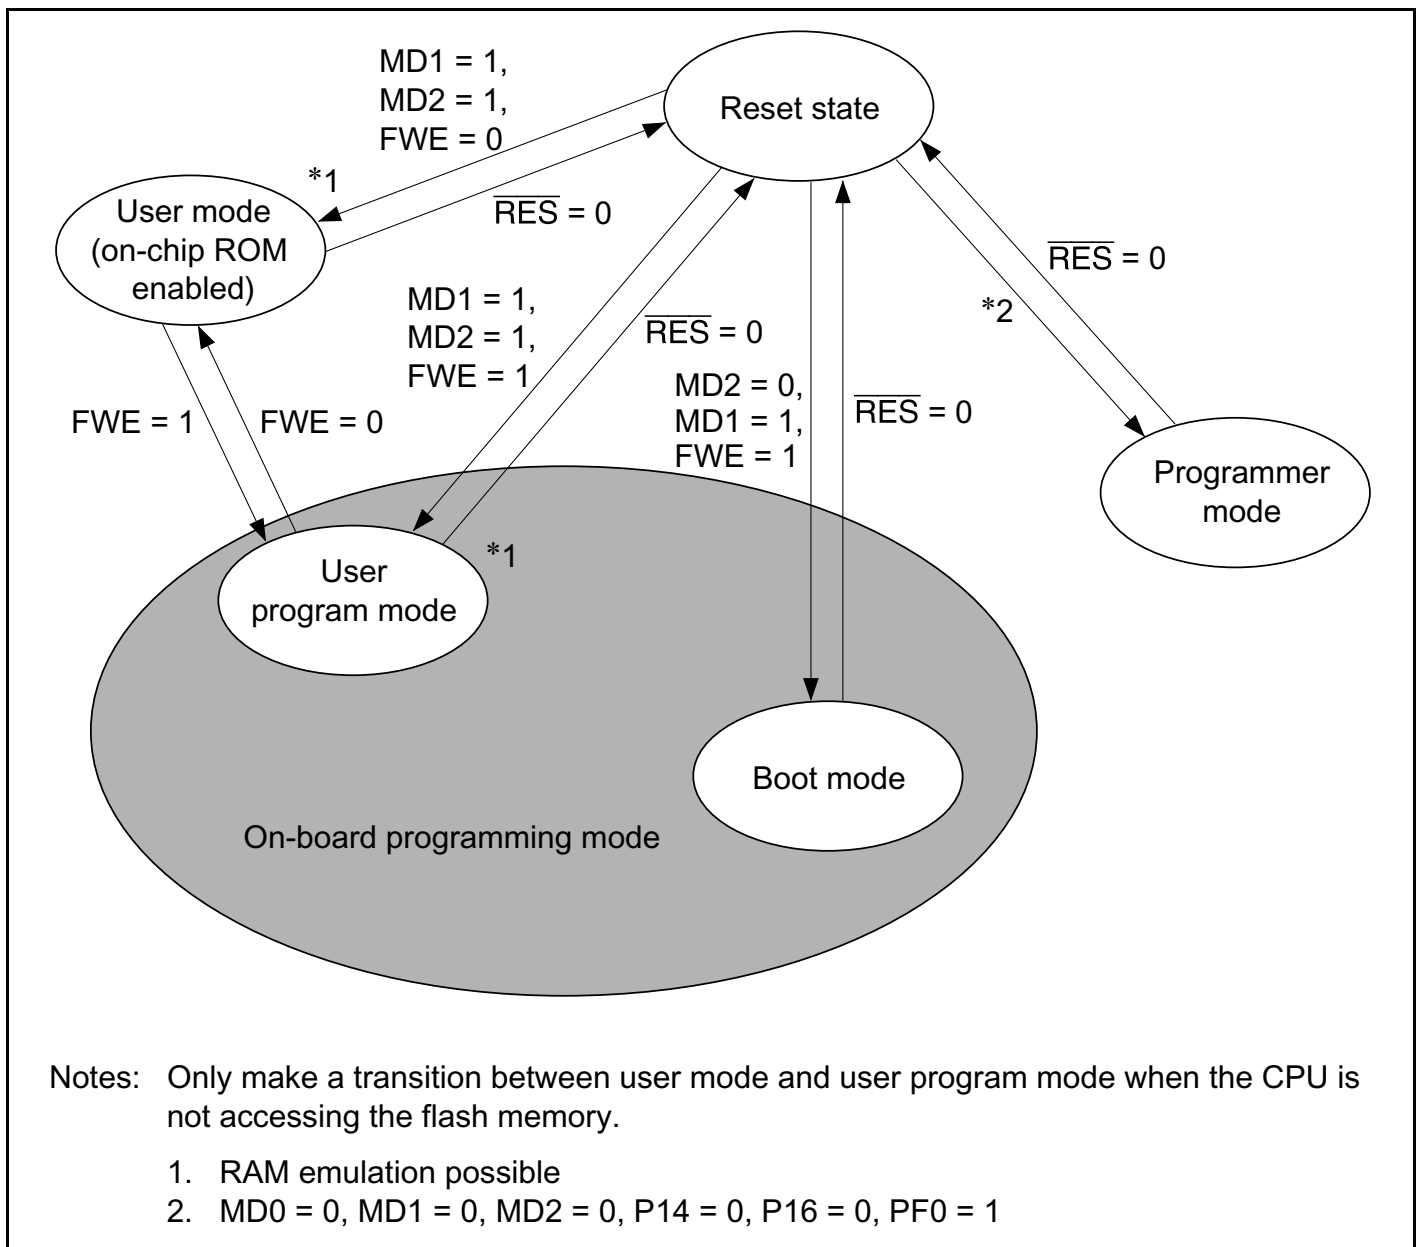 MD1 = 1,
MD2 = 1,
FWE = 0
Reset state
*1
User mode
(on-chip ROM
enabled)
R̅E̅S̅ = 0
R̅E̅S̅ = 0
*2
MD1 = 1,
MD2 = 1,
FWE = 1
R̅E̅S̅ = 0
MD2 = 0,
MD1 = 1,
FWE = 1
R̅E̅S̅ = 0
FWE = 1
FWE = 0
Programmer
mode
*1
User
program mode
Boot mode
On-board programming mode
Notes: Only make a transition between user mode and user program mode when the CPU is
not accessing the flash memory.
1. RAM emulation possible
2. MD0 = 0, MD1 = 0, MD2 = 0, P14 = 0, P16 = 0, PF0 = 1